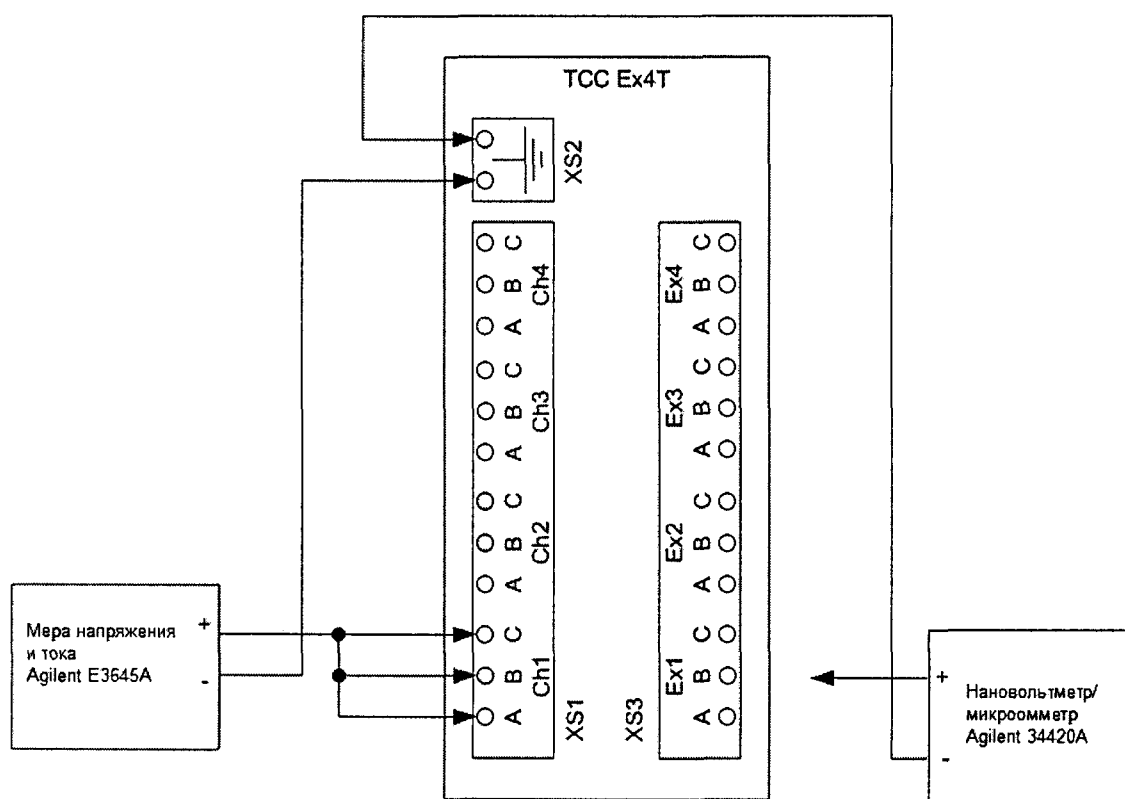 TCC Ex4T
XS2
C
B
A
Ch4
C
B
A
Ch3
C
B
A
Ch2
C
B
A
Ch1
XS1
C
B
A
Ex4
C
B
A
Ex3
C
B
A
Ex2
C
B
A
Ex1
XS3
Мера напряжения
и тока
Agilent E3645A
+
-
+
-
Нановольтметр/
микроомметр
Agilent 34420A